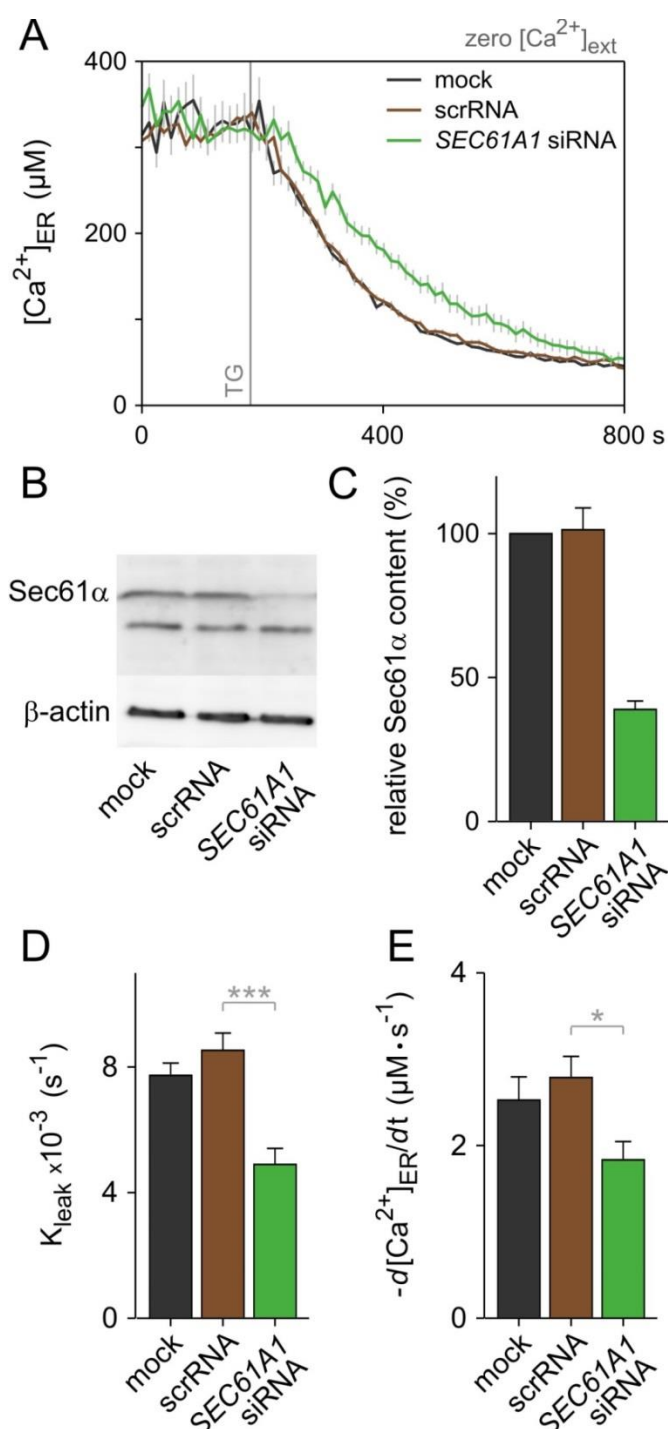 A
zero [Ca²⁺]ext
400
200
0
[Ca²⁺]ER (µM)
mock
scrRNA
SEC61A1 siRNA
TG
0
400
800 s
B
Sec61α
β-actin
mock
scrRNA
SEC61A1
siRNA
C
relative Sec61α content (%)
100
50
0
mock
scrRNA
SEC61A1
siRNA
D
Kleak x10⁻³ (s⁻¹)
8
4
0
***
mock
scrRNA
SEC61A1
siRNA
E
-d[Ca²⁺]ER/dt (µM·s⁻¹)
4
2
0
*
mock
scrRNA
SEC61A1
siRNA